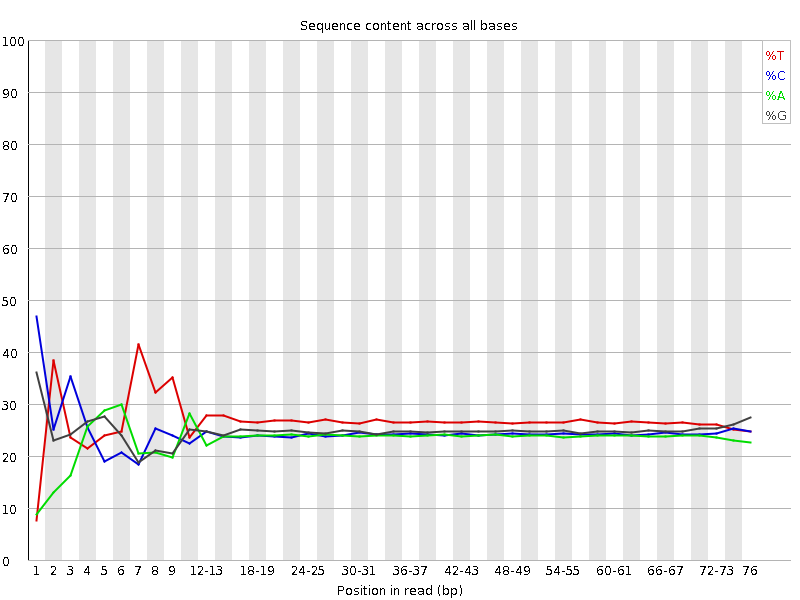 Sequence content across all bases
100
90
80
70
60
50
40
30
20
10
0
%T
%C
%A
%G
1 2 3 4 5 6 7 8 9 12-13 18-19 24-25 30-31 36-37 42-43 48-49 54-55 60-61 66-67 72-73 76
Position in read (bp)